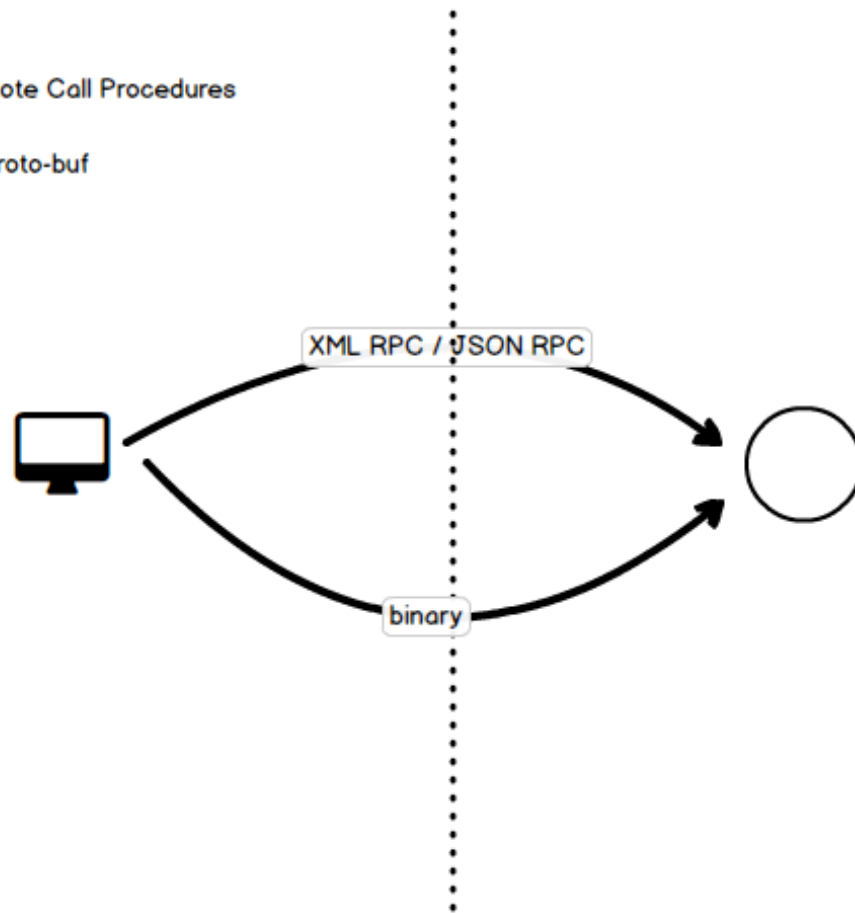 ote Call Procedures
roto-buf
XML RPC / JSON RPC
binary